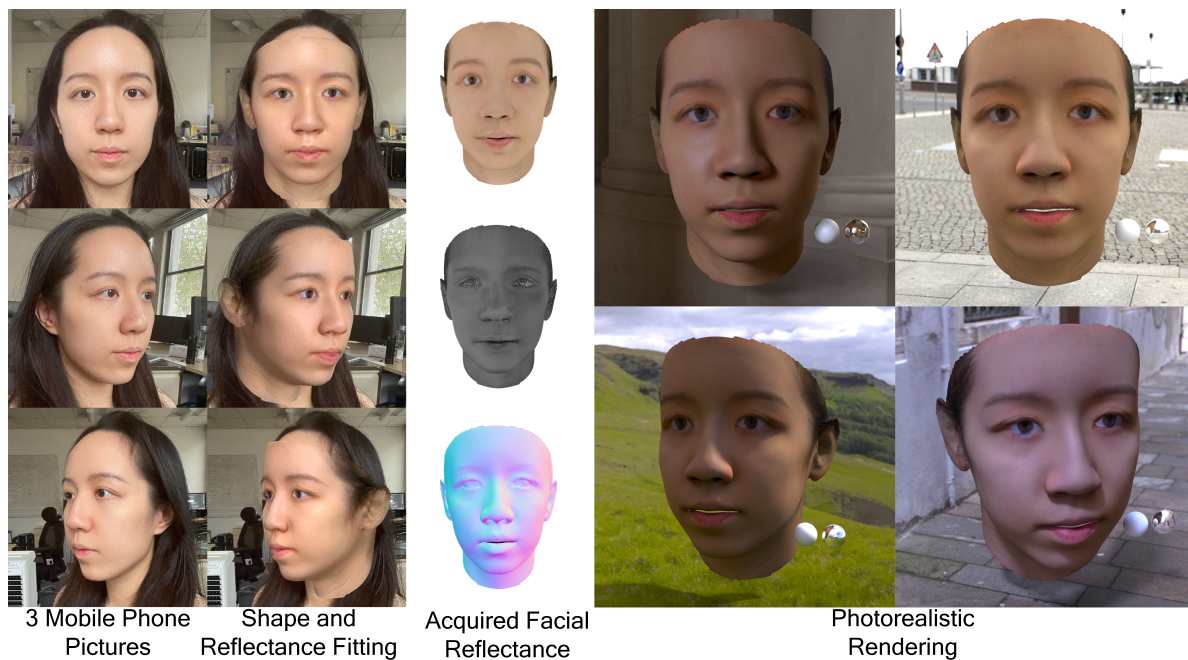 3 Mobile Phone
Pictures
Shape and
Reflectance Fitting
Acquired Facial
Reflectance
Photorealistic
Rendering